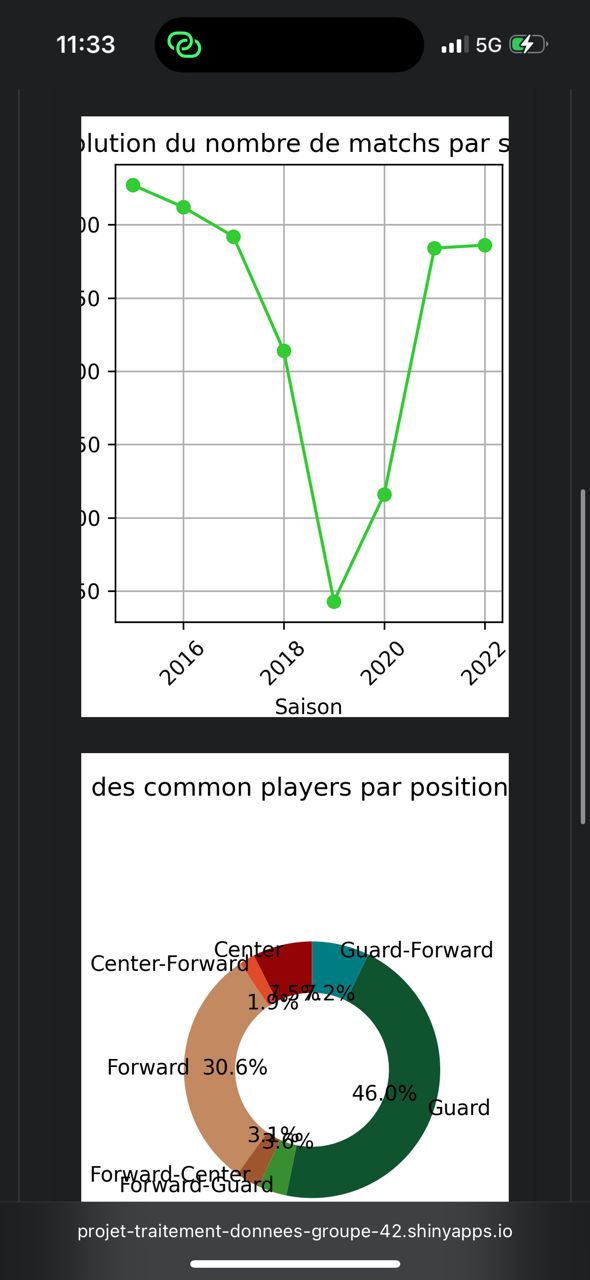 11:33
5G
olution du nombre de matchs par s
00
50
00
50
00
50
2016
2018
2020
2022
Saison
des common players par position
Center
Guard-Forward
Center-Forward
7.5%
7.2%
1.9%
Forward
30.6%
46.0%
Guard
3.1%
3.6%
Forward-Center
Forward-Guard
projet-traitement-donnees-groupe-42.shinyapps.io